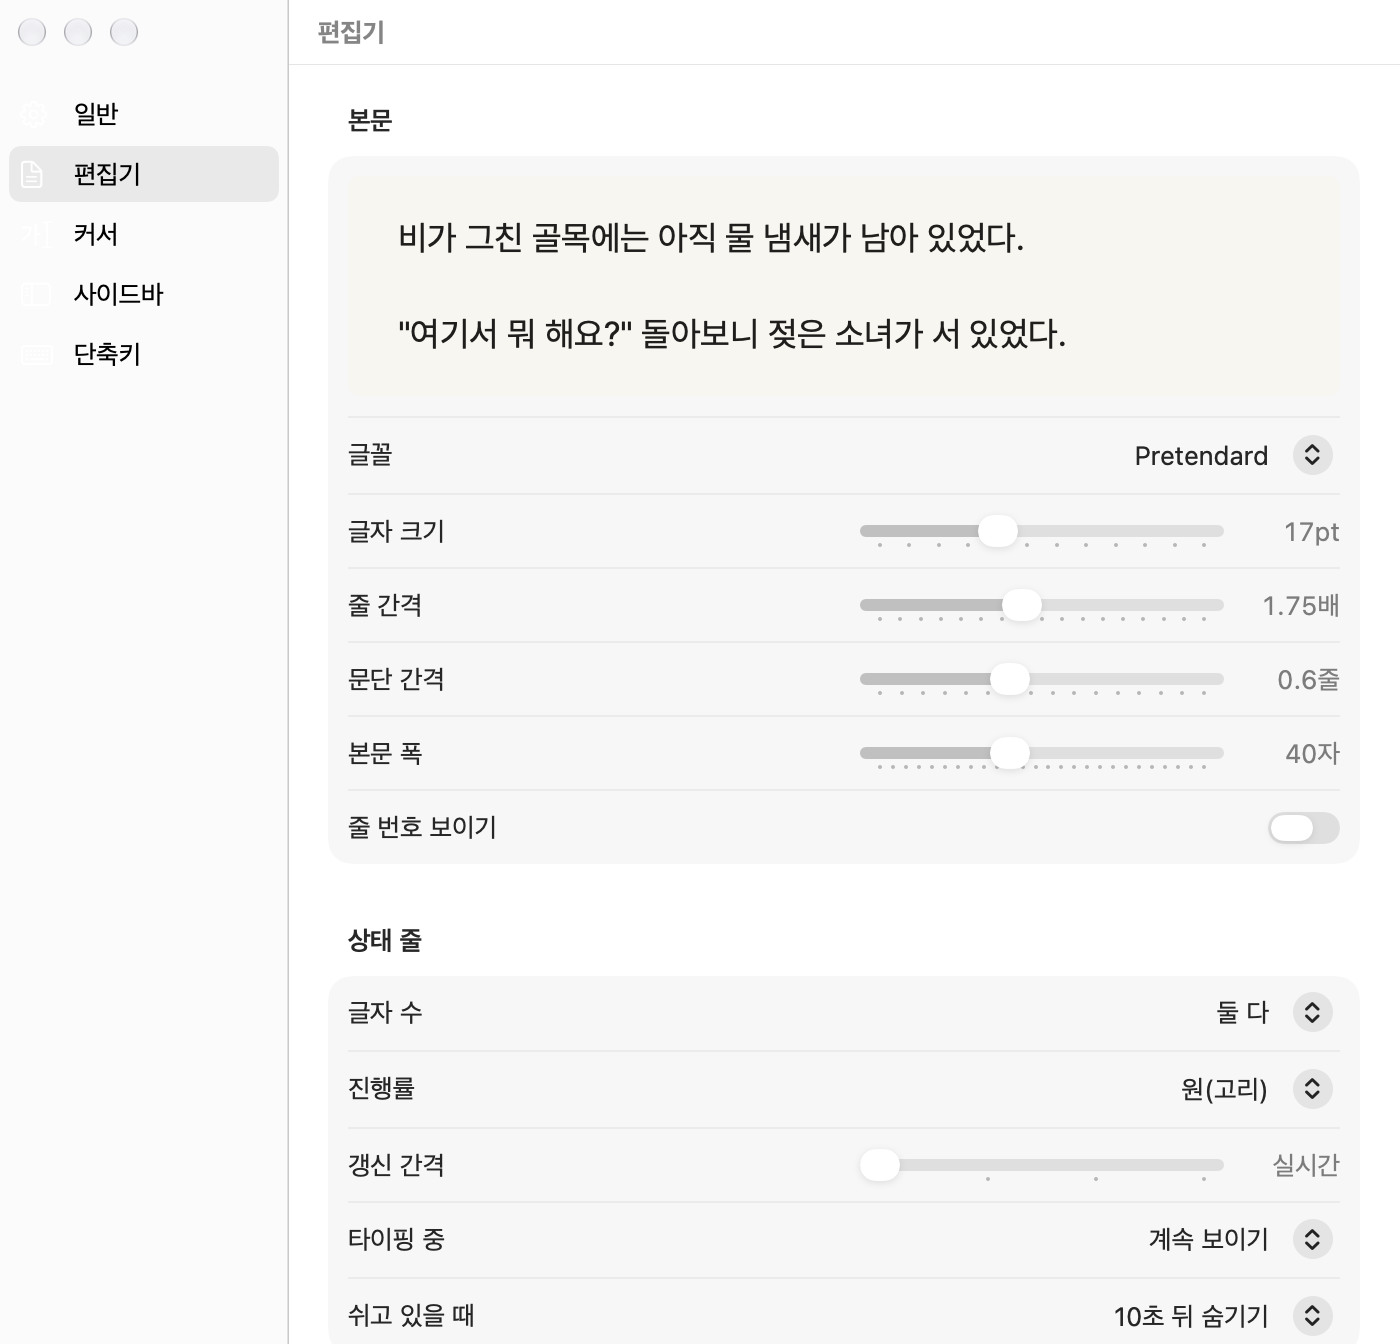 편집기
일반
편집기
커서
사이드바
단축키
본문
비가 그친 골목에는 아직 물 냄새가 남아 있었다.
"여기서 뭐 해요?" 돌아보니 젖은 소녀가 서 있었다.
글꼴 Pretendard
글자 크기 17pt
줄 간격 1.75배
문단 간격 0.6줄
본문 폭 40자
줄 번호 보이기
상태 줄
글자 수 둘 다
진행률 원(고리)
갱신 간격 실시간
타이핑 중 계속 보이기
쉬고 있을 때 10초 뒤 숨기기